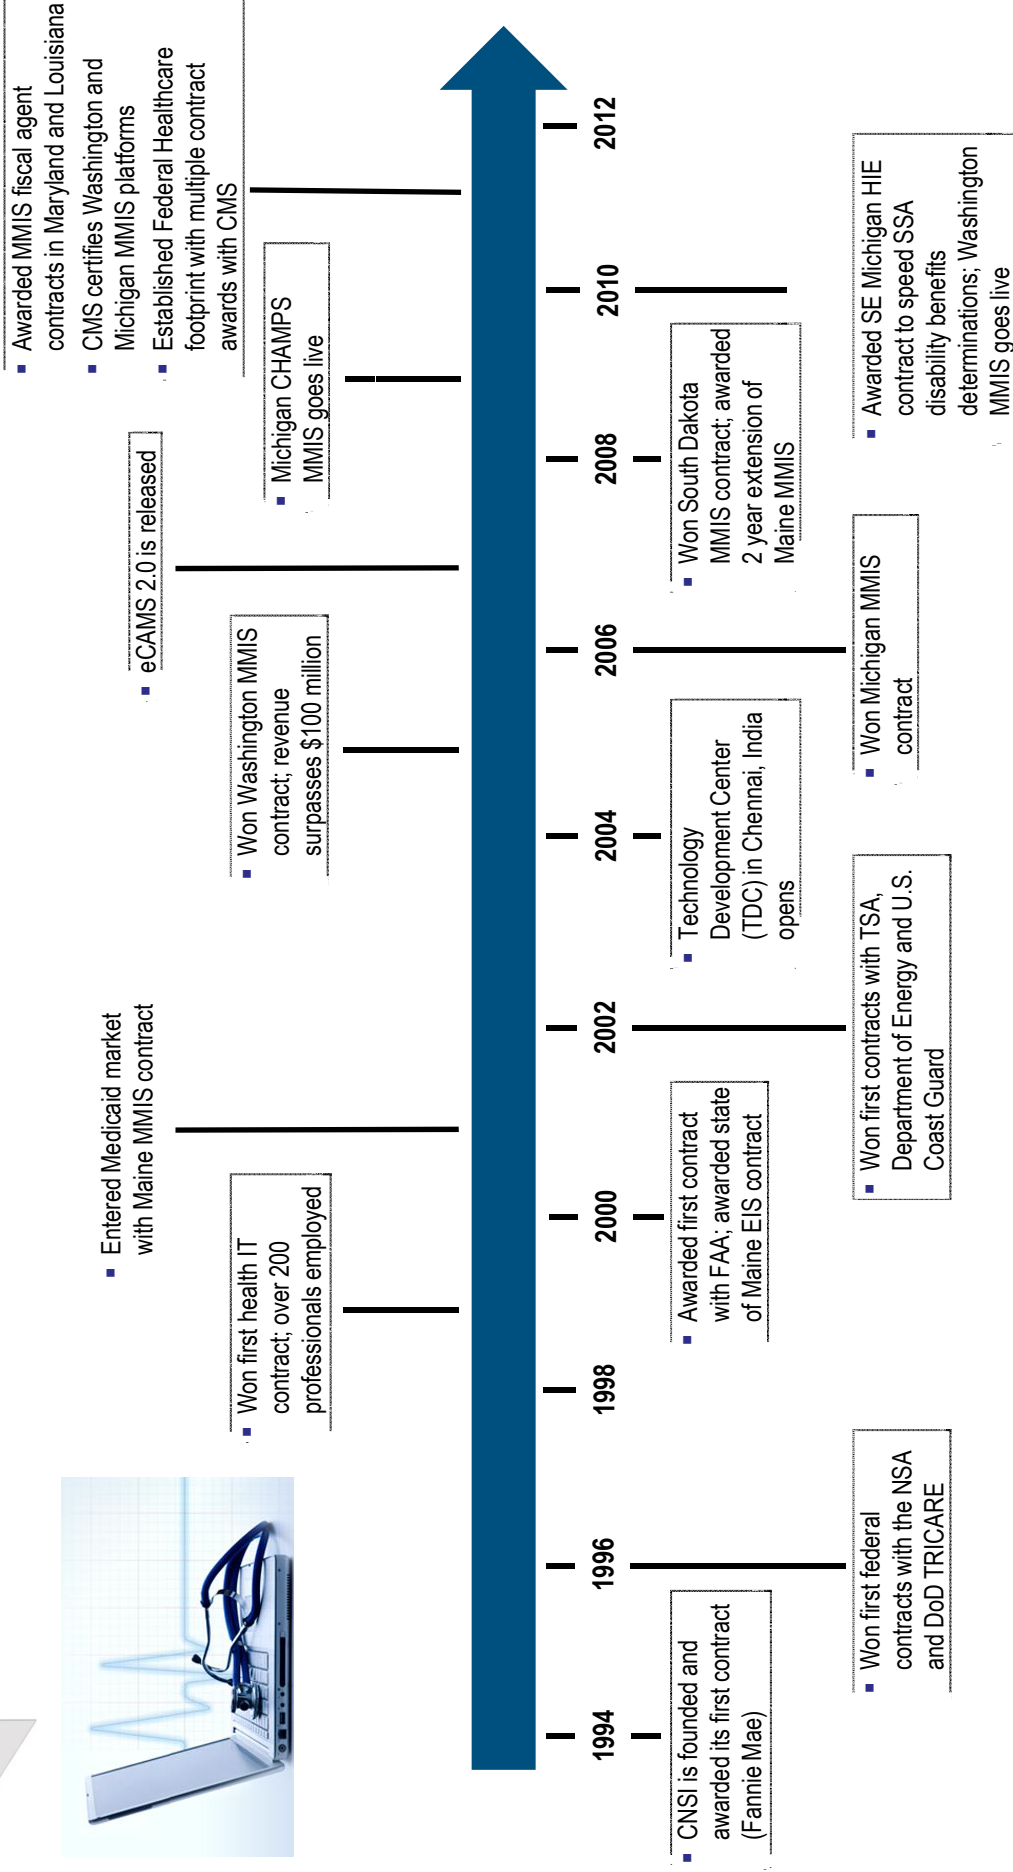 Won first health IT
contract; over 200
professionals employed
Entered Medicaid market
with Maine MMIS contract
Won Washington MMIS
contract; revenue
surpasses $100 million
eCAMS 2.0 is released
Michigan CHAMPS
MMIS goes live
Awarded MMIS fiscal agent
contracts in Maryland and Louisiana
CMS certifies Washington and
Michigan MMIS platforms
Established Federal Healthcare
footprint with multiple contract
awards with CMS
1994
1996
1998
2000
2002
2004
2006
2008
2010
2012
CNSI is founded and
awarded its first contract
(Fannie Mae)
Won first federal
contracts with the NSA
and DoD TRICARE
Awarded first contract
with FAA; awarded state
of Maine EIS contract
Won first contracts with TSA,
Department of Energy and U.S.
Coast Guard
Technology
Development Center
(TDC) in Chennai, India
opens
Won Michigan MMIS
contract
Won South Dakota
MMIS contract; awarded
2 year extension of
Maine MMIS
Awarded SE Michigan HIE
contract to speed SSA
disability benefits
determinations; Washington
MMIS goes live